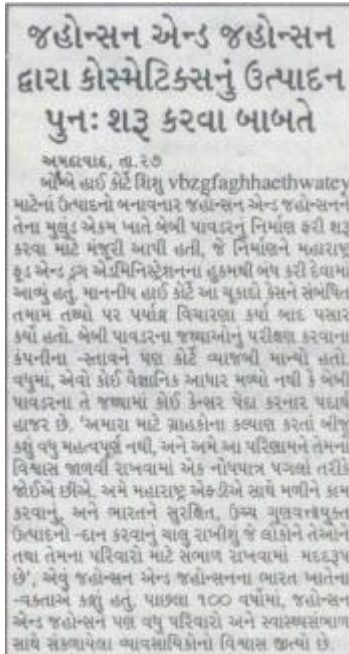 જહોન્સન એન્ડ જહોન્સન
દ્વારા કોસ્મેટિક્સનું ઉત્પાદન
પુનઃ શરૂ કરવા બાબતે
અમદાવાદ, તા.૨૭
બોમ્બે હાઈ કોર્ટે શિશુ vbzgfaghhaethwatey
માટેનાં ઉત્પાદનો બનાવનાર જહોન્સન એન્ડ જહોન્સનને
તેના મુલુંડ એકમ ખાતે બેબી પાવડરનું નિર્માણ ફરી શરૂ
કરવા માટે મંજૂરી આપી હતી, જે નિર્માણને મહારાષ્ટ્ર
ફૂડ એન્ડ ડ્રગ એડમિનિસ્ટ્રેશનના હુકમથી બંધ કરી દેવામાં
આવ્યું હતું. માનનીય હાઈ કોર્ટે આ ચૂકાદો કેસને સંબંધિત
તમામ તથ્યો પર પર્યાપ્ત વિચારણા કર્યા બાદ પસાર
કર્યો હતો. બેબી પાવડરના જથ્થાઓનું પરીક્ષણ કરવાના
કંપનીના -સ્તાવને પણ કોર્ટે વ્યાજબી માન્યો હતો.
વધુમાં, એવો કોઈ વૈજ્ઞાનિક આધાર મળ્યો નથી કે બેબી
પાવડરના તે જથ્થામાં કોઈ કેન્સર પેદા કરનાર પદાર્થ
હાજર છે. ‘અમારા માટે ગ્રાહકોના કલ્યાણ કરતાં બીજુ
કશું વધુ મહત્વપૂર્ણ નથી, અને અમે આ પરિણામને તેમનો
વિશ્વાસ જાળવી રાખવામાં એક નોંધપાત્ર પગલાં તરીકે
જોઈએ છીએ. અમે મહારાષ્ટ્ર એફડીએ સાથે મળીને કામ
કરવાનું, અને ભારતને સુરક્ષિત, ઉચ્ચ ગુણવત્તાયુક્ત
ઉત્પાદનો -દાન કરવાનું ચાલુ રાખીશું જે લોકોને તેઓને
તથા તેમના પરિવારો માટે સંભાળ રાખવામાં મદદરૂપ
છે’, એવું જહોન્સન એન્ડ જહોન્સનના ભારત ખાતેના
-વક્તાએ કહ્યું હતું. પાછલા ૧૦૦ વર્ષોમાં, જહોન્સન
એન્ડ જહોન્સને પણ વધુ પરિવારો અને સ્વાસ્થ્યસંભાળ
સાથે સંકળાયેલા વ્યાવસાયિકોનો વિશ્વાસ જીત્યો છે.